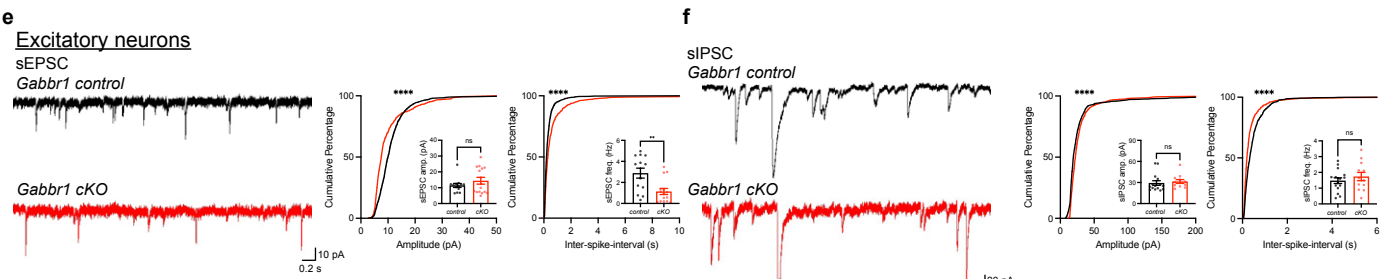 e
Excitatory neurons
sEPSC
Gabbr1 control
Gabbr1 cKO
10 pA
0.2 s
****
Cumulative Percentage
100
50
0
0 10 20 30 40 50
Amplitude (pA)
sEPSC amp. (pA)
40
30
20
10
0
ns
control cKO
****
Cumulative Percentage
100
50
0
0 2 4 6 8 10
Inter-spike-interval (s)
sEPSC freq. (Hz)
6
4
2
0
**
control cKO
f
sIPSC
Gabbr1 control
Gabbr1 cKO
****
Cumulative Percentage
100
50
0
0 50 100 150 200
Amplitude (pA)
sIPSC amp. (pA)
90
60
30
0
ns
control cKO
****
Cumulative Percentage
100
50
0
0 2 4 6
Inter-spike-interval (s)
sIPSC freq. (Hz)
4
3
2
1
0
ns
control cKO